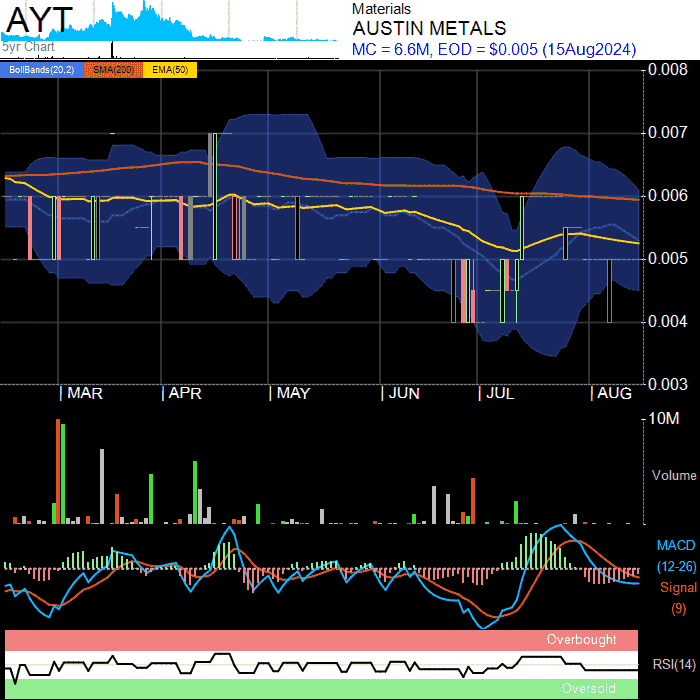 AYT
5yr Chart
Materials
AUSTIN METALS
MC = 6.6M, EOD = $0.005 (15Aug2024)
BollBands(20,2) SMA(200) EMA(50)
0.008
0.007
0.006
0.005
0.004
0.003
| MAR | APR | MAY | JUN | JUL | AUG
10M
Volume
MACD
(12-26)
Signal
(9)
Overbought
RSI(14)
Oversold